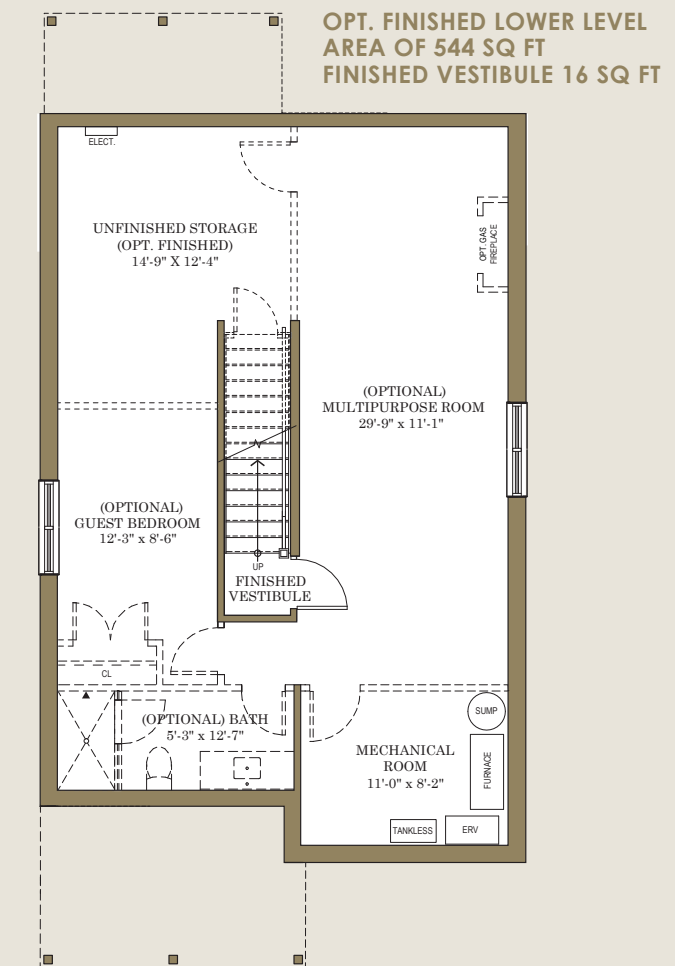 OPT. FINISHED LOWER LEVEL
AREA OF 544 SQ FT
FINISHED VESTIBULE 16 SQ FT
ELECT.
UNFINISHED STORAGE
(OPT. FINISHED)
14'-9" X 12'-4"
OPT. GAS
FIREPLACE
(OPTIONAL)
MULTIPURPOSE ROOM
29'-9" x 11'-1"
(OPTIONAL)
GUEST BEDROOM
12'-3" x 8'-6"
UP
FINISHED
VESTIBULE
CL
(OPTIONAL) BATH
5'-3" x 12'-7"
SUMP
MECHANICAL
ROOM
11'-0" x 8'-2"
FURNACE
TANKLESS
ERV